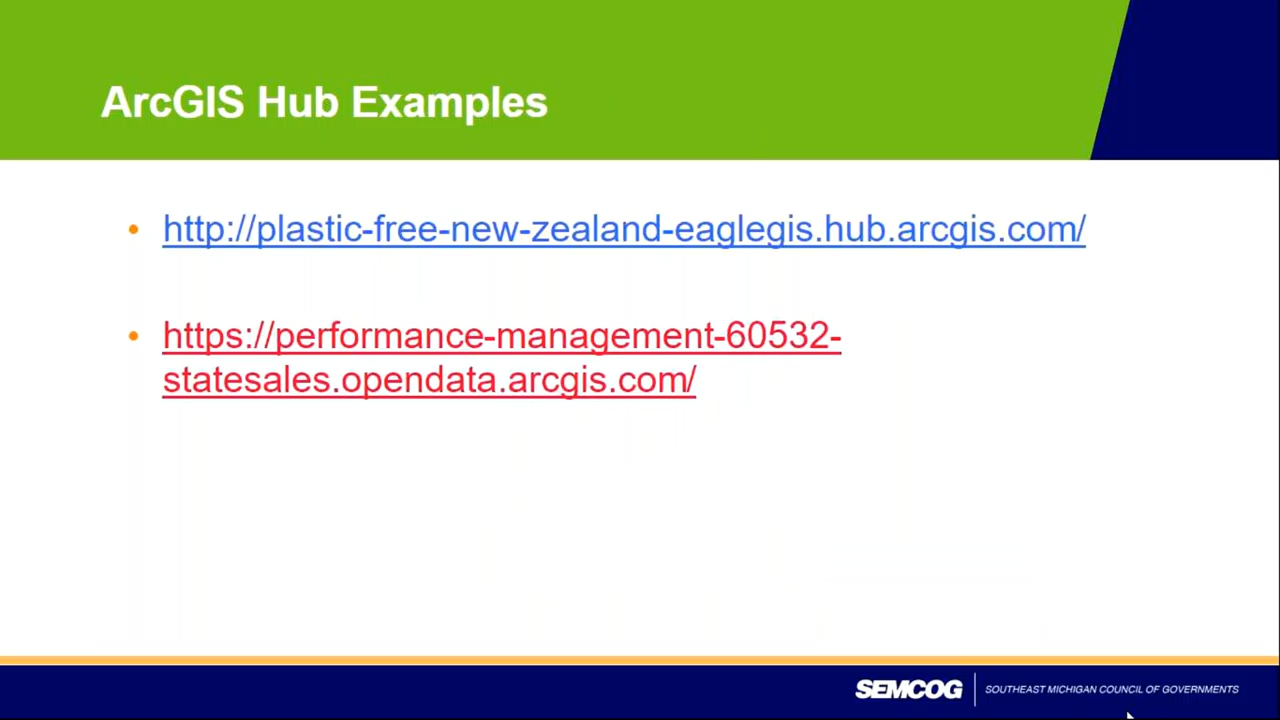 ArcGIS Hub Examples
• http://plastic-free-new-zealand-eaglegis.hub.arcgis.com/
• https://performance-management-60532-
statesales.opendata.arcgis.com/
SEMCOG | SOUTHEAST MICHIGAN COUNCIL OF GOVERNMENTS